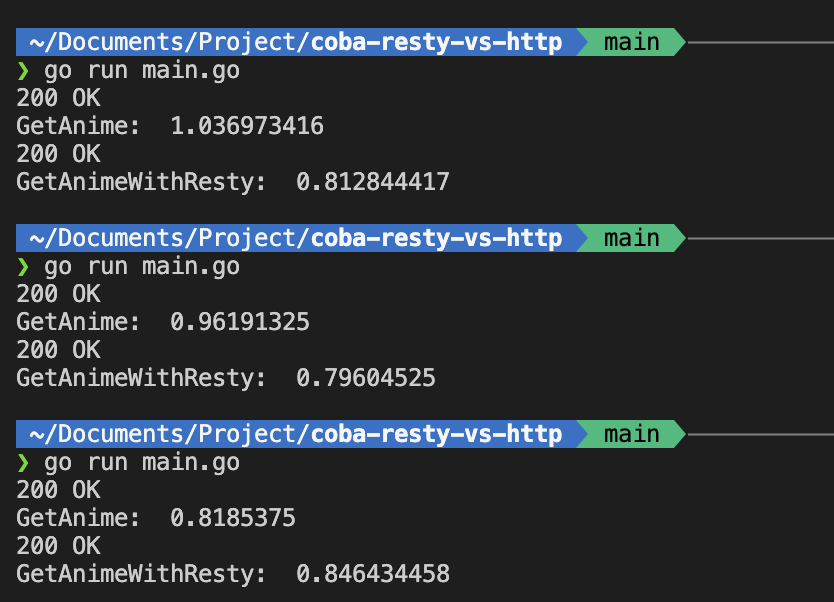 ~/Documents/Project/coba-resty-vs-http main
❯ go run main.go
200 OK
GetAnime:  1.036973416
200 OK
GetAnimeWithResty:  0.812844417
~/Documents/Project/coba-resty-vs-http main
❯ go run main.go
200 OK
GetAnime:  0.96191325
200 OK
GetAnimeWithResty:  0.79604525
~/Documents/Project/coba-resty-vs-http main
❯ go run main.go
200 OK
GetAnime:  0.8185375
200 OK
GetAnimeWithResty:  0.846434458